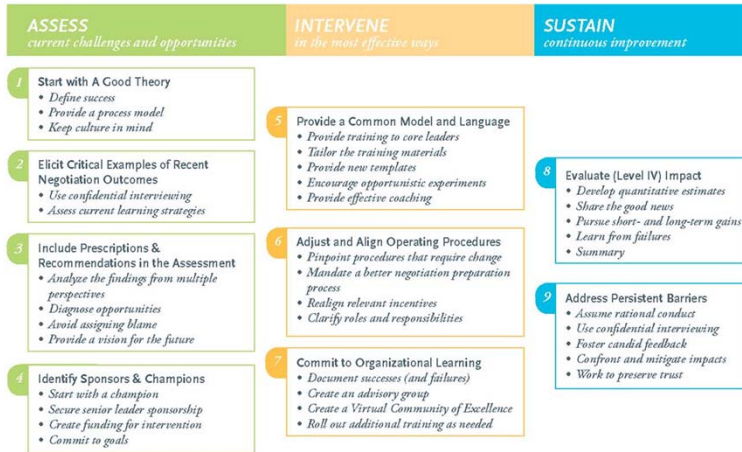 ASSESS
current challenges and opportunities
1
Start with A Good Theory
• Define success
• Provide a process model
• Keep culture in mind
2
Elicit Critical Examples of Recent
Negotiation Outcomes
• Use confidential interviewing
• Assess current learning strategies
3
Include Prescriptions &
Recommendations in the Assessment
• Analyze the findings from multiple
perspectives
• Diagnose opportunities
• Avoid assigning blame
• Provide a vision for the future
4
Identify Sponsors & Champions
• Start with a champion
• Secure senior leader sponsorship
• Create funding for intervention
• Commit to goals
INTERVENE
in the most effective ways
5
Provide a Common Model and Language
• Provide training to core leaders
• Tailor the training materials
• Provide new templates
• Encourage opportunistic experiments
• Provide effective coaching
6
Adjust and Align Operating Procedures
• Pinpoint procedures that require change
• Mandate a better negotiation preparation
process
• Realign relevant incentives
• Clarify roles and responsibilities
7
Commit to Organizational Learning
• Document successes (and failures)
• Create an advisory group
• Create a Virtual Community of Excellence
• Roll out additional training as needed
SUSTAIN
continuous improvement
8
Evaluate (Level IV) Impact
• Develop quantitative estimates
• Share the good news
• Pursue short- and long-term gains
• Learn from failures
• Summary
9
Address Persistent Barriers
• Assume rational conduct
• Use confidential interviewing
• Foster candid feedback
• Confront and mitigate impacts
• Work to preserve trust